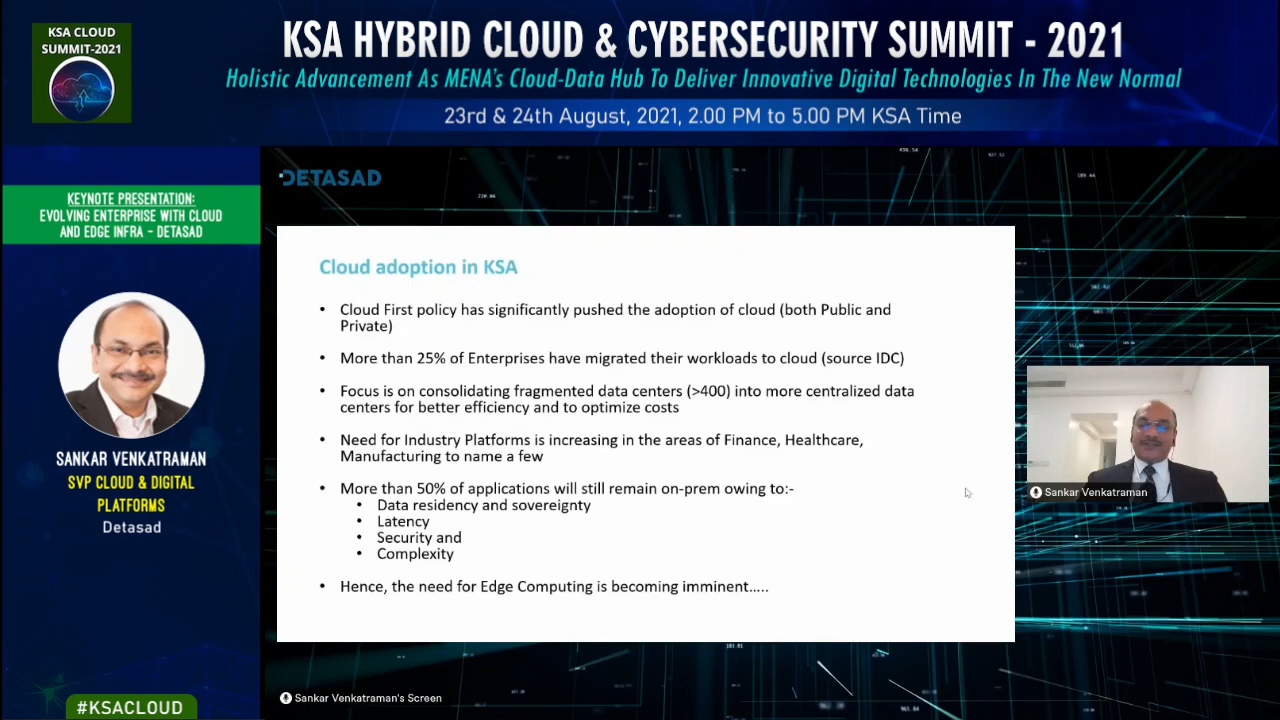 KSA CLOUD
SUMMIT-2021
KSA HYBRID CLOUD & CYBERSECURITY SUMMIT - 2021
Holistic Advancement As MENA's Cloud-Data Hub To Deliver Innovative Digital Technologies In The New Normal
23rd & 24th August, 2021, 2.00 PM to 5.00 PM KSA Time
KEYNOTE PRESENTATION:
EVOLVING ENTERPRISE WITH CLOUD
AND EDGE INFRA - DETASAD
SANKAR VENKATRAMAN
SVP CLOUD & DIGITAL
PLATFORMS
Detasad
#KSACLOUD
DETASAD
Cloud adoption in KSA
• Cloud First policy has significantly pushed the adoption of cloud (both Public and
Private)
• More than 25% of Enterprises have migrated their workloads to cloud (source IDC)
• Focus is on consolidating fragmented data centers (>400) into more centralized data
centers for better efficiency and to optimize costs
• Need for Industry Platforms is increasing in the areas of Finance, Healthcare,
Manufacturing to name a few
• More than 50% of applications will still remain on-prem owing to:-
• Data residency and sovereignty
• Latency
• Security and
• Complexity
• Hence, the need for Edge Computing is becoming imminent…..
Sankar Venkatraman
Sankar Venkatraman's Screen